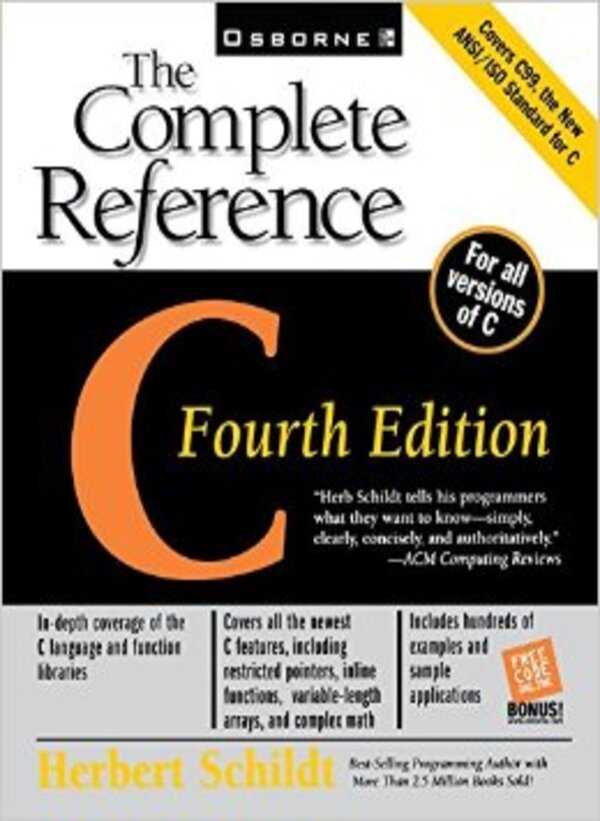 OSBORNE
Covers C99, the New
ANSI/ISO Standard for C
The
Complete
Reference
For all
versions
of C
C
Fourth Edition
"Herb Schildt tells his programmers
what they want to know—simply,
clearly, concisely, and authoritatively."
—ACM Computing Reviews
In-depth coverage of the
C language and function
libraries
Covers all the newest
C features, including
restricted pointers, inline
functions, variable-length
arrays, and complex math
Includes hundreds of
examples and
sample
applications
FREE
CODE
ONLINE
BONUS!
Herbert Schildt
Best-Selling Programming Author with
More Than 2.5 Million Books Sold!